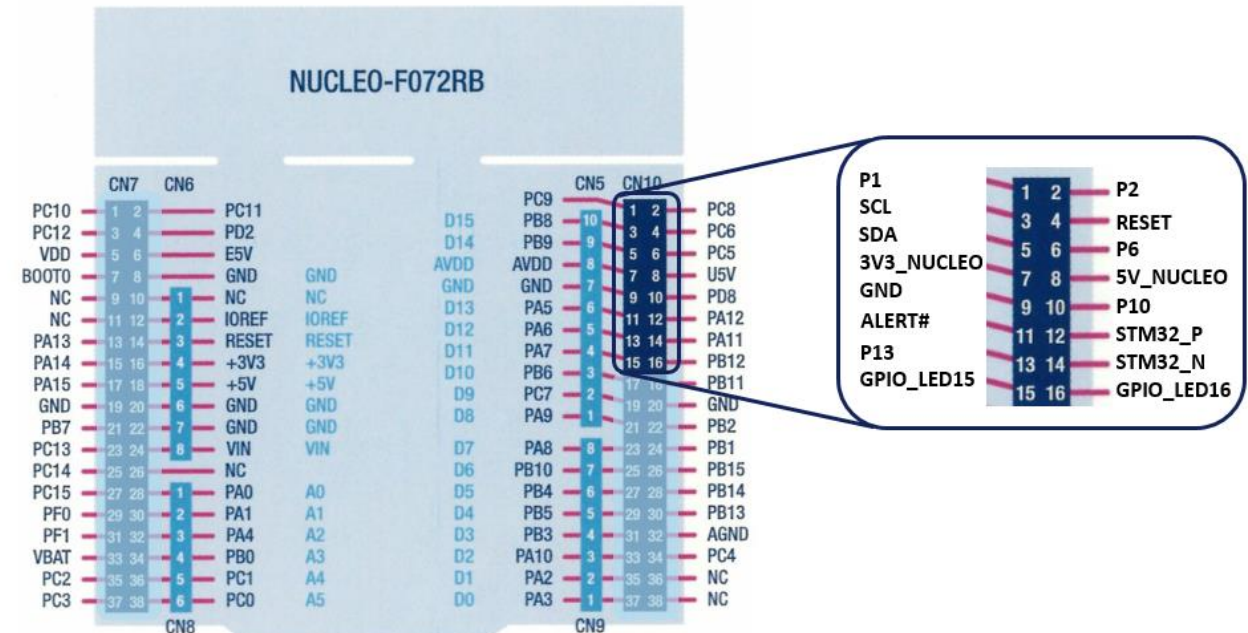 NUCLEO-F072RB
CN7 CN6 CN5 CN10
PC9
PC10 1 2 PC11 D15 PB8 10 1 2 PC8
PC12 3 4 PD2 D14 PB9 9 3 4 PC6
VDD 5 6 E5V AVDD AVDD 8 5 6 PC5
BOOT0 7 8 GND GND GND GND 7 7 8 U5V
NC 9 10 1 NC NC D13 PA5 6 9 10 PD8
NC 11 12 2 IOREF IOREF D12 PA6 5 11 12 PA12
PA13 13 14 3 RESET RESET D11 PA7 4 13 14 PA11
PA14 15 16 4 +3V3 +3V3 D10 PB6 3 15 16 PB12
PA15 17 18 5 +5V +5V D9 PC7 2 17 18 PB11
GND 19 20 6 GND GND D8 PA9 1 19 20 GND
PB7 21 22 7 GND GND 21 22 PB2
PC13 23 24 8 VIN VIN D7 PA8 8 23 24 PB1
PC14 25 26 NC D6 PB10 7 25 26 PB15
PC15 27 28 1 PA0 A0 D5 PB4 6 27 28 PB14
PF0 29 30 2 PA1 A1 D4 PB5 5 29 30 PB13
PF1 31 32 3 PA4 A2 D3 PB3 4 31 32 AGND
VBAT 33 34 4 PB0 A3 D2 PA10 3 33 34 PC4
PC2 35 36 5 PC1 A4 D1 PA2 2 35 36 NC
PC3 37 38 6 PC0 A5 D0 PA3 1 37 38 NC
CN8 CN9
P1 1 2 P2
SCL 3 4 RESET
SDA 5 6 P6
3V3_NUCLEO 7 8 5V_NUCLEO
GND 9 10 P10
ALERT# 11 12 STM32_P
P13 13 14 STM32_N
GPIO_LED15 15 16 GPIO_LED16